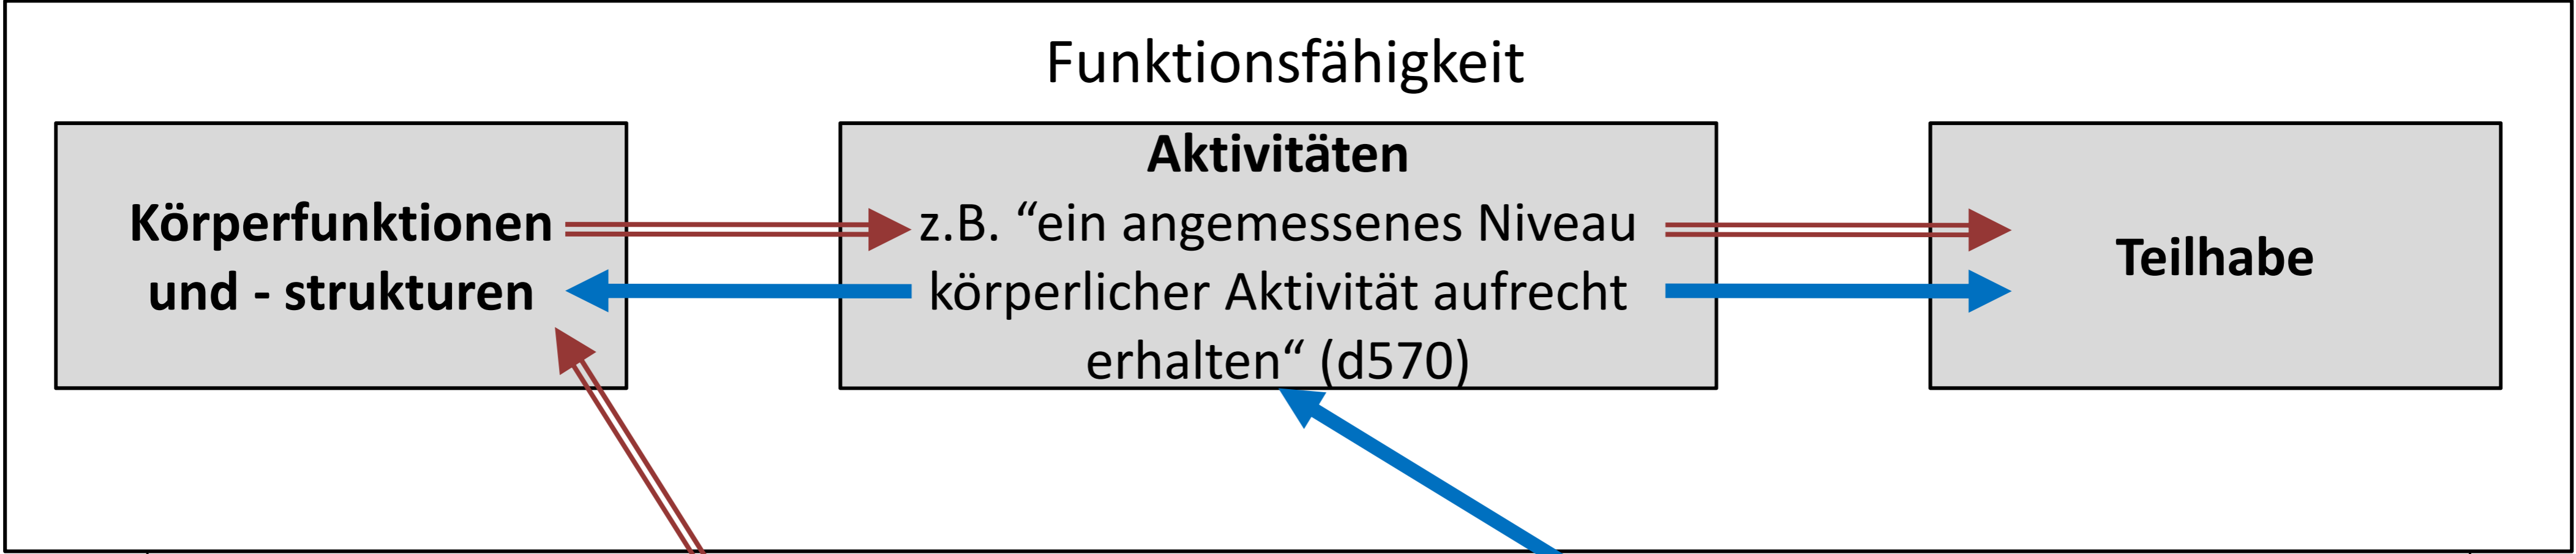 Funktionsfähigkeit
Körperfunktionen
und - strukturen
Aktivitäten
z.B. “ein angemessenes Niveau
körperlicher Aktivität aufrecht
erhalten“ (d570)
Teilhabe